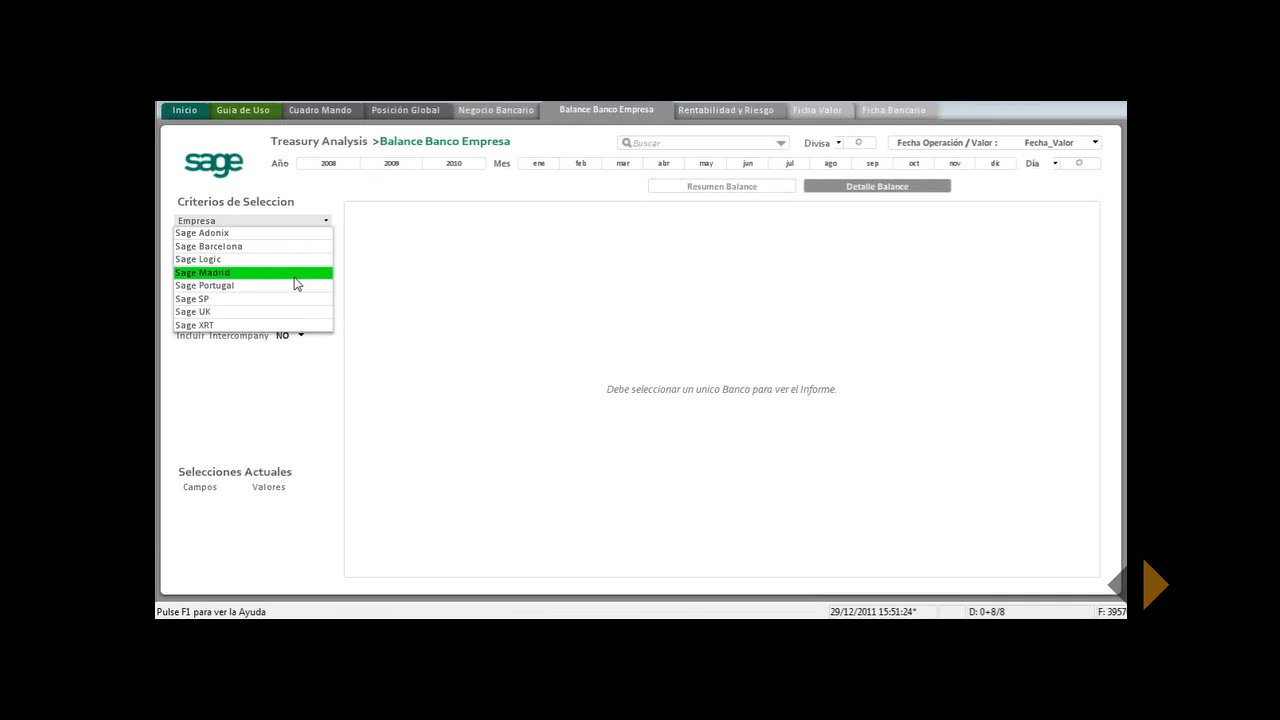 Inicio Guia de Uso Cuadro Mando Posición Global Negocio Bancario Balance Banco Empresa Rentabilidad y Riesgo Ficha Valor Ficha Bancaria
sage
Treasury Analysis >Balance Banco Empresa
Buscar
Divisa
Fecha Operación / Valor : Fecha_Valor
Año 2008 2009 2010 Mes ene feb mar abr may jun jul ago sep oct nov dic Día
Resumen Balance Detalle Balance
Criterios de Seleccion
Empresa
Sage Adonix
Sage Barcelona
Sage Logic
Sage Madrid
Sage Portugal
Sage SP
Sage UK
Sage XRT
Incluir Intercompany NO
Debe seleccionar un unico Banco para ver el Informe.
Selecciones Actuales
Campos Valores
Pulse F1 para ver la Ayuda 29/12/2011 15:51:24* D: 0+8/8 F: 3957